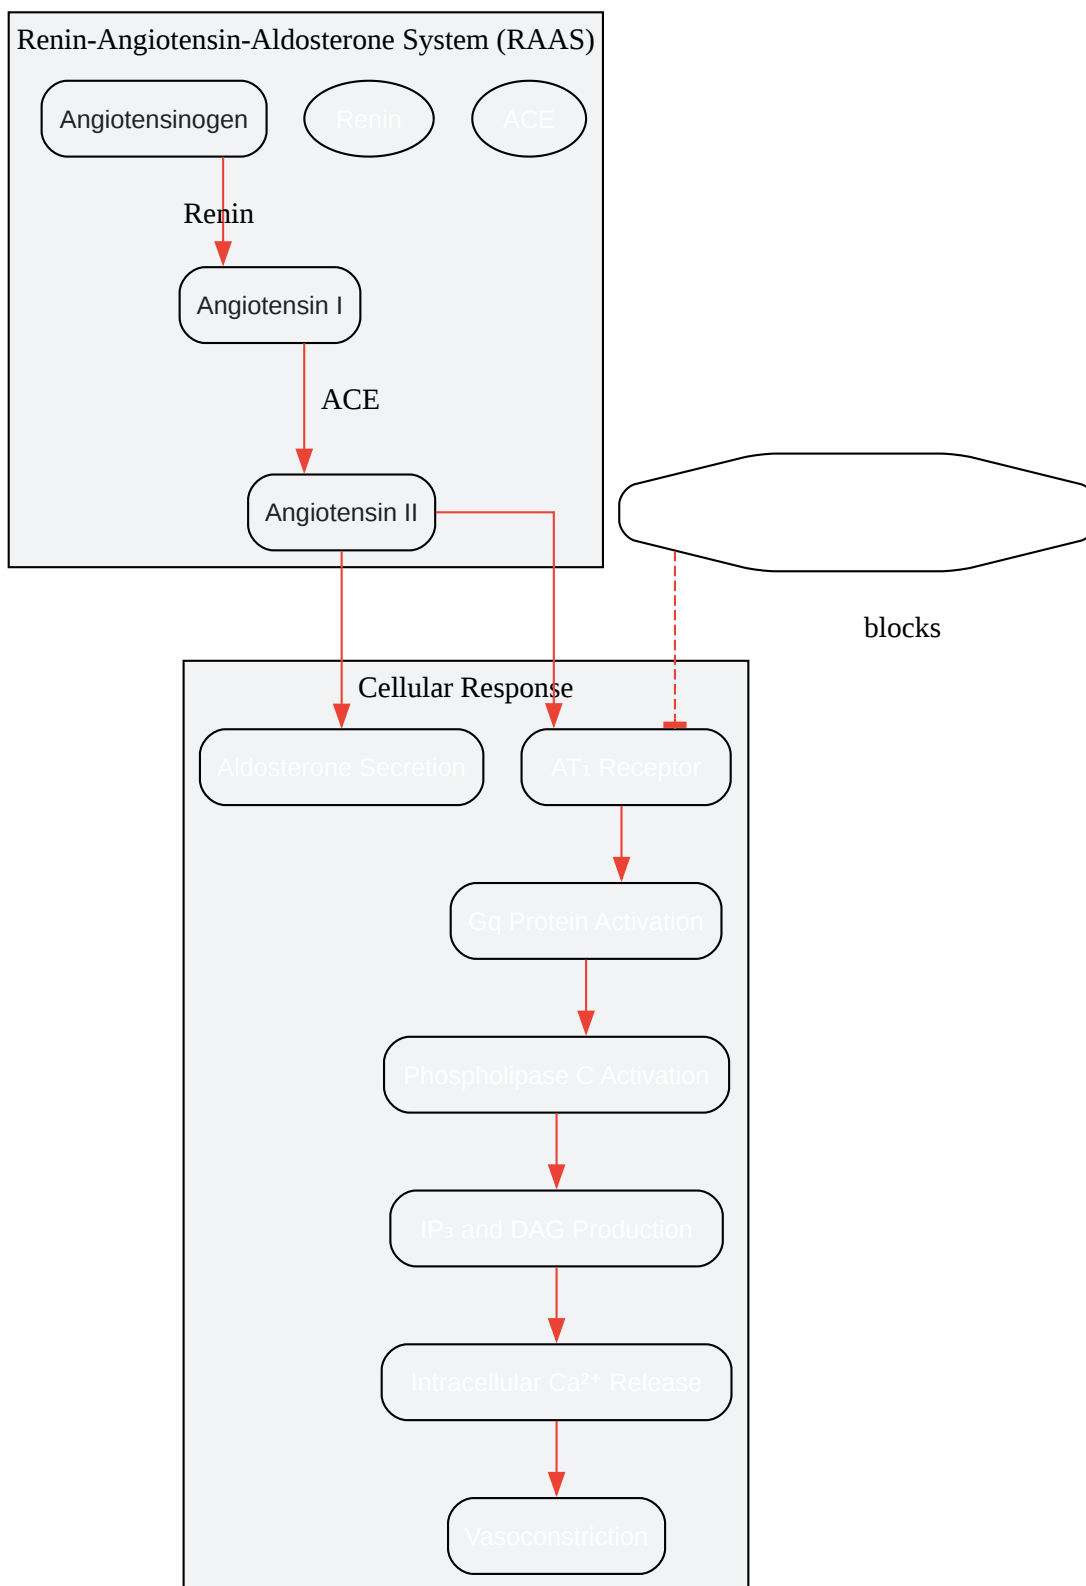 Renin-Angiotensin-Aldosterone System (RAAS)
Angiotensinogen
Renin
ACE
Renin
Angiotensin I
ACE
Angiotensin II
blocks
Cellular Response
Aldosterone Secretion
AT₁ Receptor
Gq Protein Activation
Phospholipase C Activation
IP₃ and DAG Production
Intracellular Ca²⁺ Release
Vasoconstriction